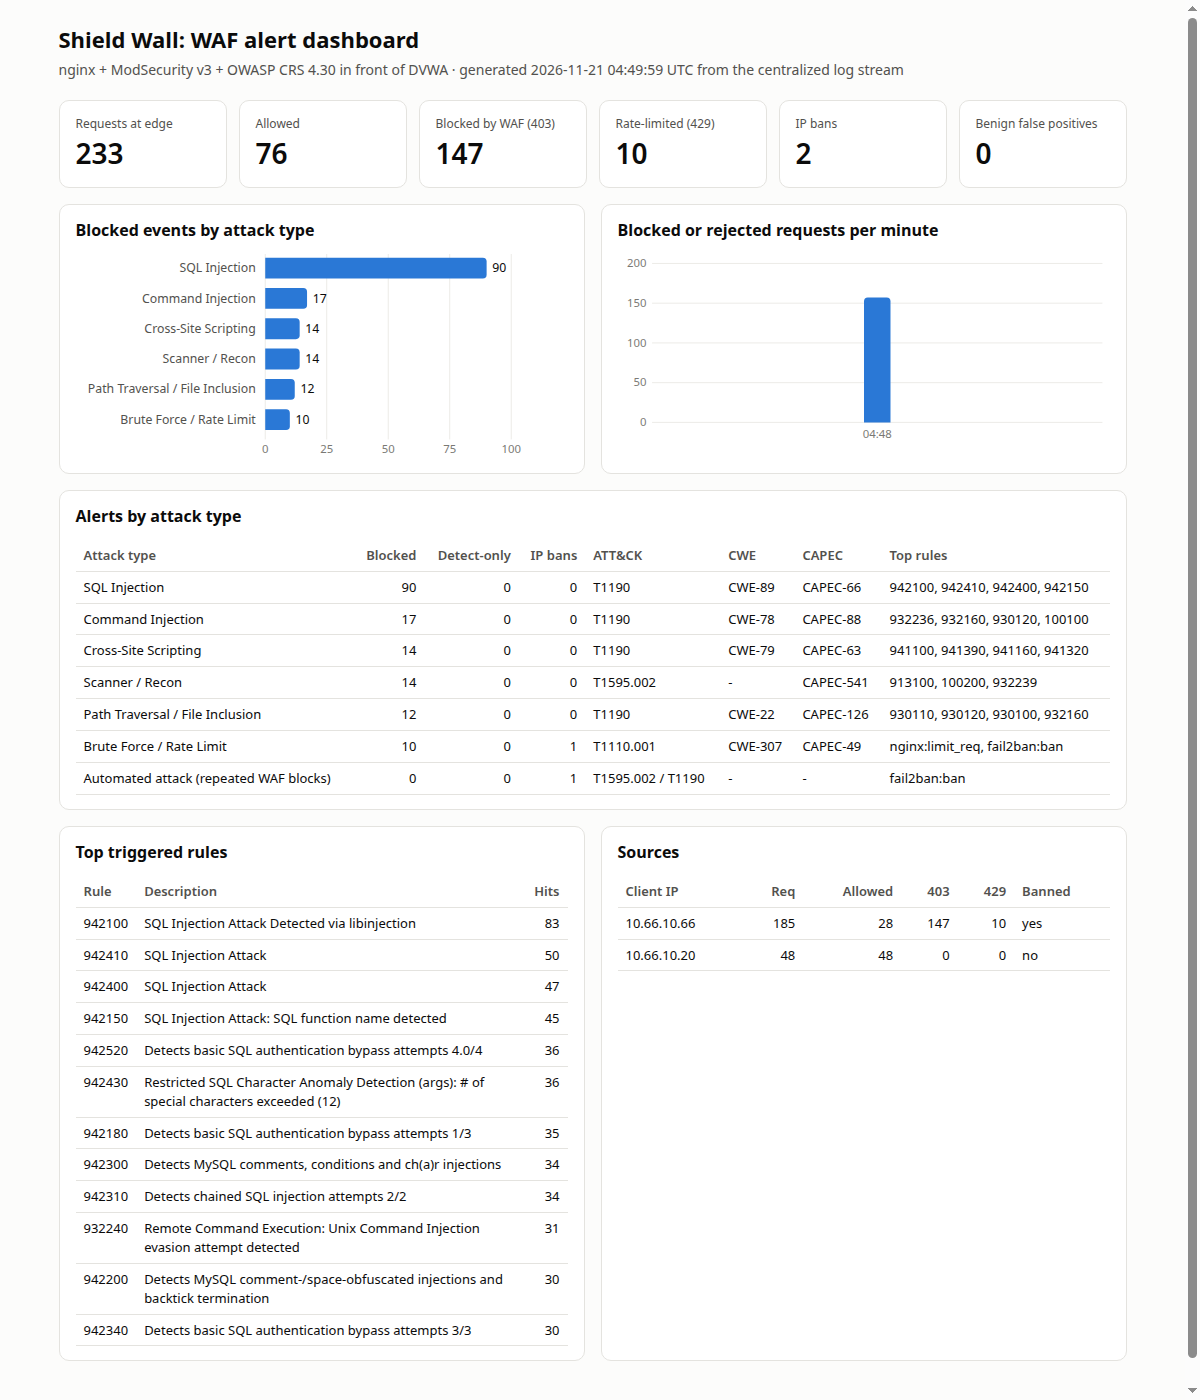 Shield Wall: WAF alert dashboard
nginx + ModSecurity v3 + OWASP CRS 4.30 in front of DVWA · generated 2026-11-21 04:49:59 UTC from the centralized log stream
Requests at edge
233
Allowed
76
Blocked by WAF (403)
147
Rate-limited (429)
10
IP bans
2
Benign false positives
0
Blocked events by attack type
SQL Injection 90
Command Injection 17
Cross-Site Scripting 14
Scanner / Recon 14
Path Traversal / File Inclusion 12
Brute Force / Rate Limit 10
0 25 50 75 100
Blocked or rejected requests per minute
200
150
100
50
0
04:48
Alerts by attack type
Attack type Blocked Detect-only IP bans ATT&CK CWE CAPEC Top rules
SQL Injection 90 0 0 T1190 CWE-89 CAPEC-66 942100, 942410, 942400, 942150
Command Injection 17 0 0 T1190 CWE-78 CAPEC-88 932236, 932160, 930120, 100100
Cross-Site Scripting 14 0 0 T1190 CWE-79 CAPEC-63 941100, 941390, 941160, 941320
Scanner / Recon 14 0 0 T1595.002 - CAPEC-541 913100, 100200, 932239
Path Traversal / File Inclusion 12 0 0 T1190 CWE-22 CAPEC-126 930110, 930120, 930100, 932160
Brute Force / Rate Limit 10 0 1 T1110.001 CWE-307 CAPEC-49 nginx:limit_req, fail2ban:ban
Automated attack (repeated WAF blocks) 0 0 1 T1595.002 / T1190 - - fail2ban:ban
Top triggered rules
Rule Description Hits
942100 SQL Injection Attack Detected via libinjection 83
942410 SQL Injection Attack 50
942400 SQL Injection Attack 47
942150 SQL Injection Attack: SQL function name detected 45
942520 Detects basic SQL authentication bypass attempts 4.0/4 36
942430 Restricted SQL Character Anomaly Detection (args): # of 36
special characters exceeded (12)
942180 Detects basic SQL authentication bypass attempts 1/3 35
942300 Detects MySQL comments, conditions and ch(a)r injections 34
942310 Detects chained SQL injection attempts 2/2 34
932240 Remote Command Execution: Unix Command Injection 31
evasion attempt detected
942200 Detects MySQL comment-/space-obfuscated injections and 30
backtick termination
942340 Detects basic SQL authentication bypass attempts 3/3 30
Sources
Client IP Req Allowed 403 429 Banned
10.66.10.66 185 28 147 10 yes
10.66.10.20 48 48 0 0 no